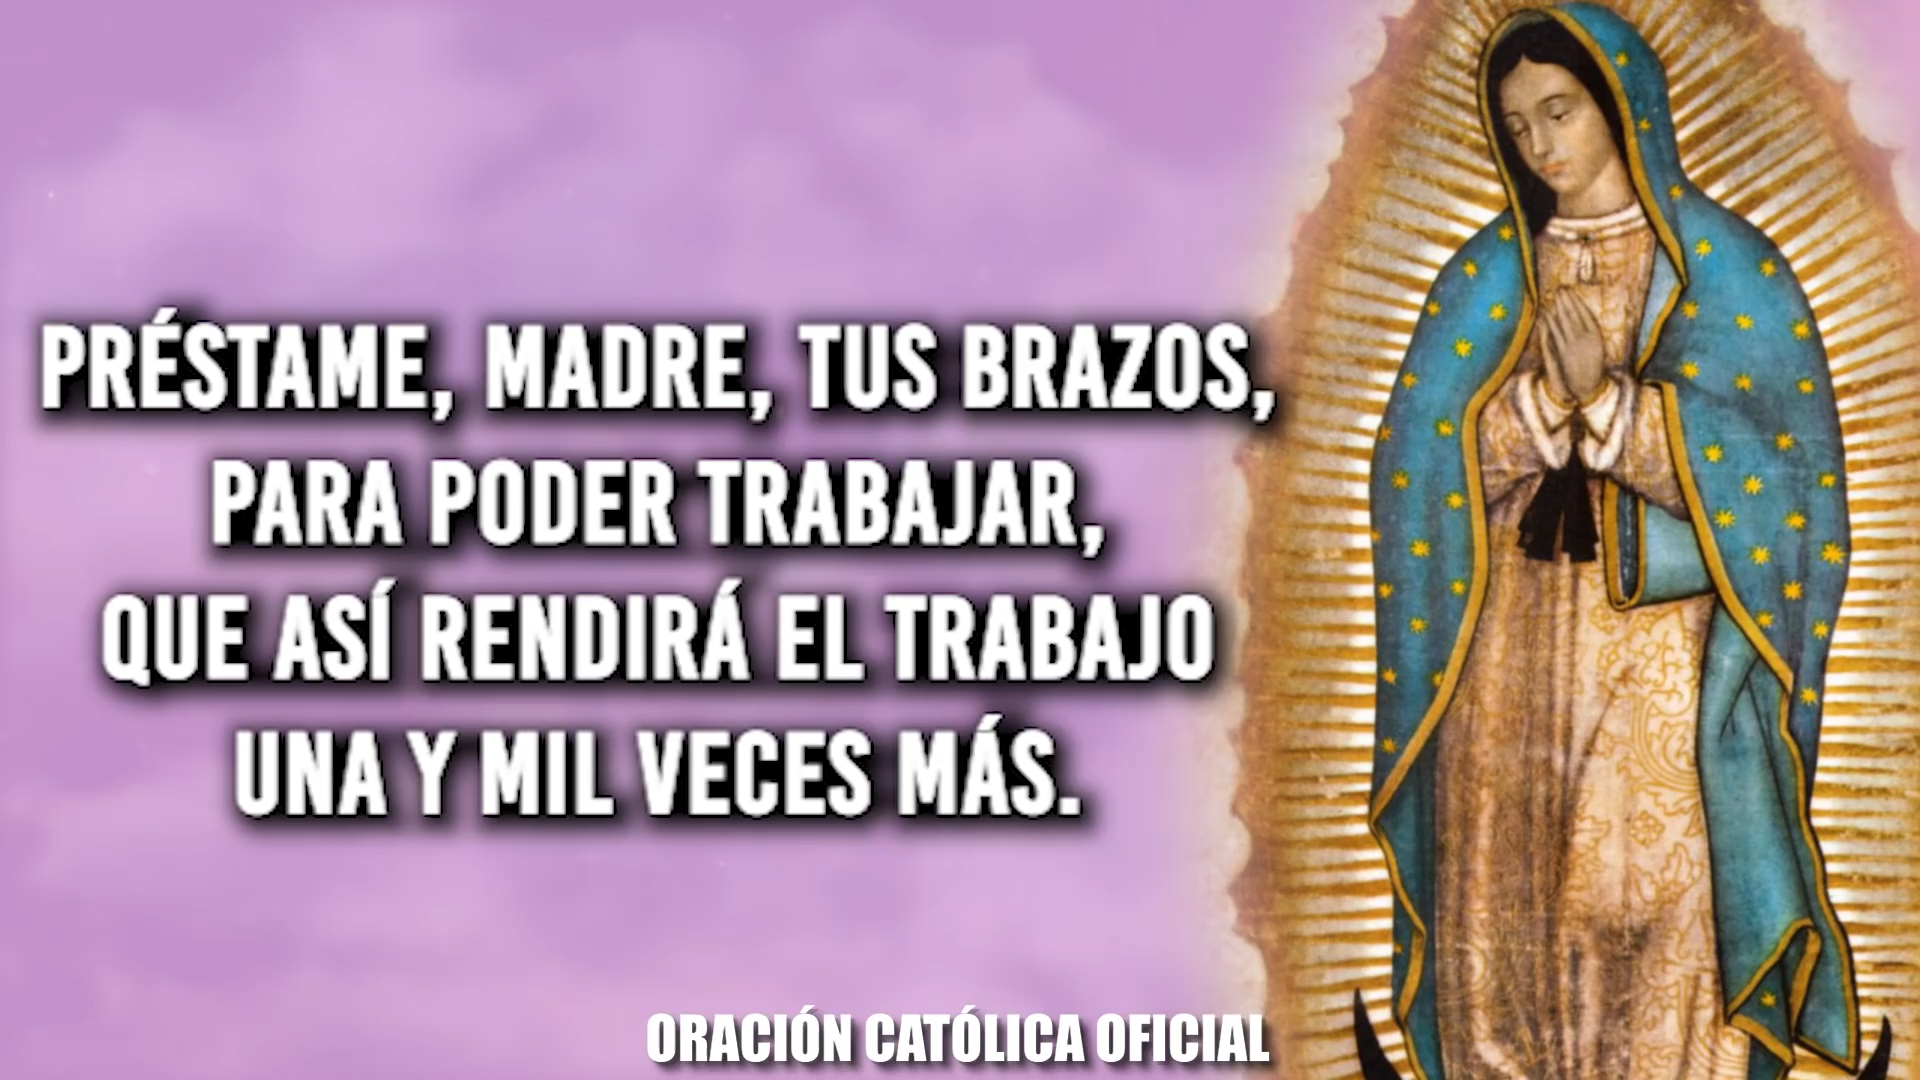 PRÉSTAME, MADRE, TUS BRAZOS,
PARA PODER TRABAJAR,
QUE ASÍ RENDIRÁ EL TRABAJO
UNA Y MIL VECES MÁS.
ORACIÓN CATÓLICA OFICIAL